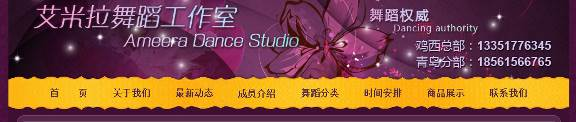 艾米拉舞蹈工作室
Ameera Dance Studio
舞蹈权威
Dancing authority
鸡西总部：13351776345
青岛分部：18561566765
首 页 关于我们 最新动态 成员介绍 舞蹈分类 时间安排 商品展示 联系我们